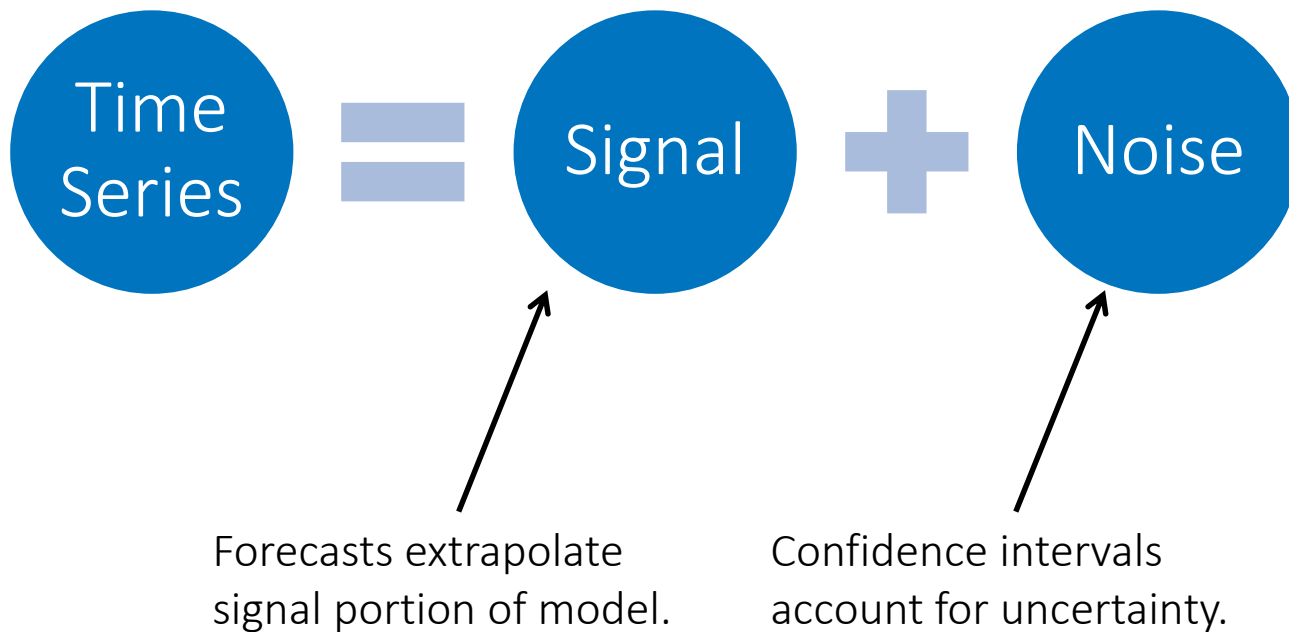 Time
Series
Signal
Noise
Forecasts extrapolate
signal portion of model.
Confidence intervals
account for uncertainty.